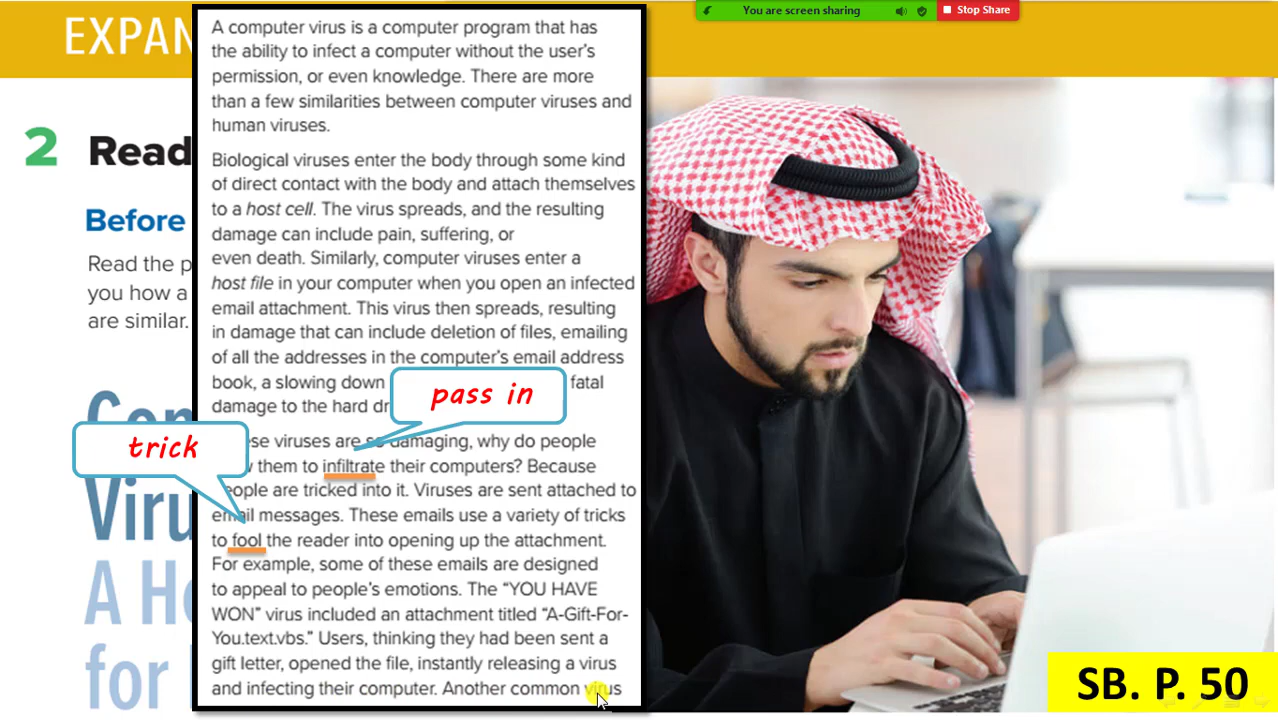 EXPAN
You are screen sharing
Stop Share
2 Read
Before
Read the p
you how a
are similar.
A Ho
for
A computer virus is a computer program that has
the ability to infect a computer without the user's
permission, or even knowledge. There are more
than a few similarities between computer viruses and
human viruses.
Biological viruses enter the body through some kind
of direct contact with the body and attach themselves
to a host cell. The virus spreads, and the resulting
damage can include pain, suffering, or
even death. Similarly, computer viruses enter a
host file in your computer when you open an infected
email attachment. This virus then spreads, resulting
in damage that can include deletion of files, emailing
of all the addresses in the computer's email address
book, a slowing down fatal
damage to the hard dr
pass in
trick
viruses are so damaging, why do people
them to infiltrate their computers? Because
people are tricked into it. Viruses are sent attached to
email messages. These emails use a variety of tricks
to fool the reader into opening up the attachment.
For example, some of these emails are designed
to appeal to people's emotions. The “YOU HAVE
WON” virus included an attachment titled “A-Gift-For-
You.text.vbs.” Users, thinking they had been sent a
gift letter, opened the file, instantly releasing a virus
and infecting their computer. Another common virus
SB. P. 50